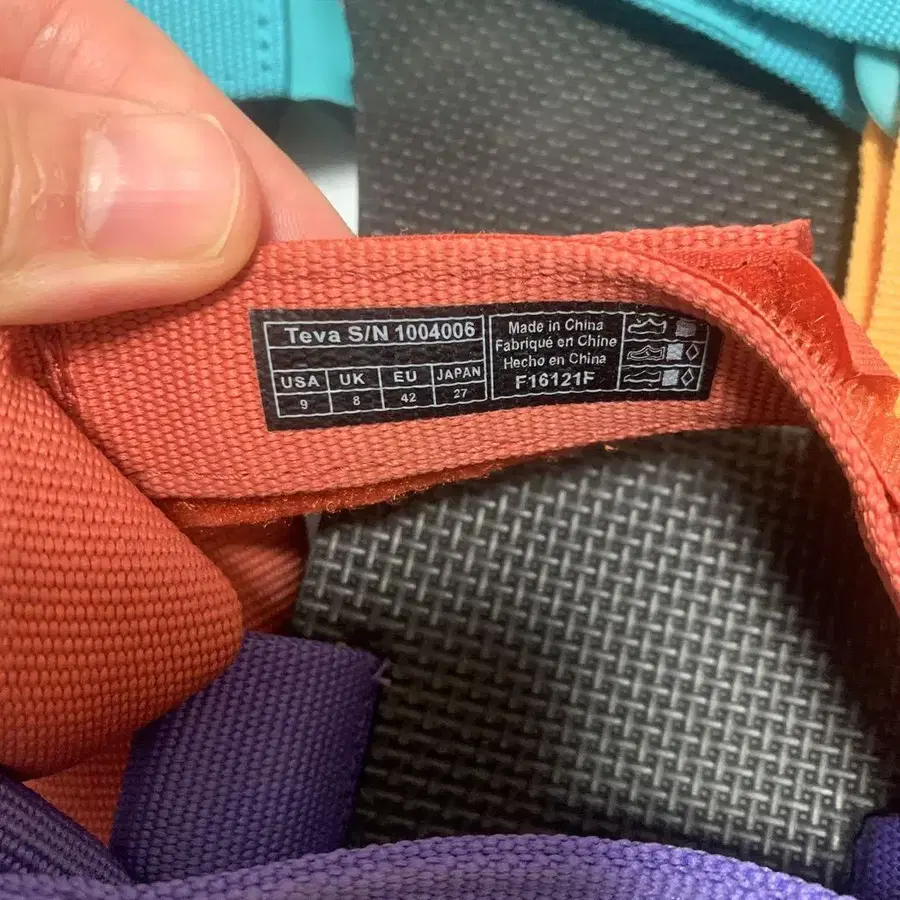 Teva S/N 1004006
USA UK EU JAPAN
9 8 42 27
Made in China
Fabriqué en Chine
Hecho en China
F16121F